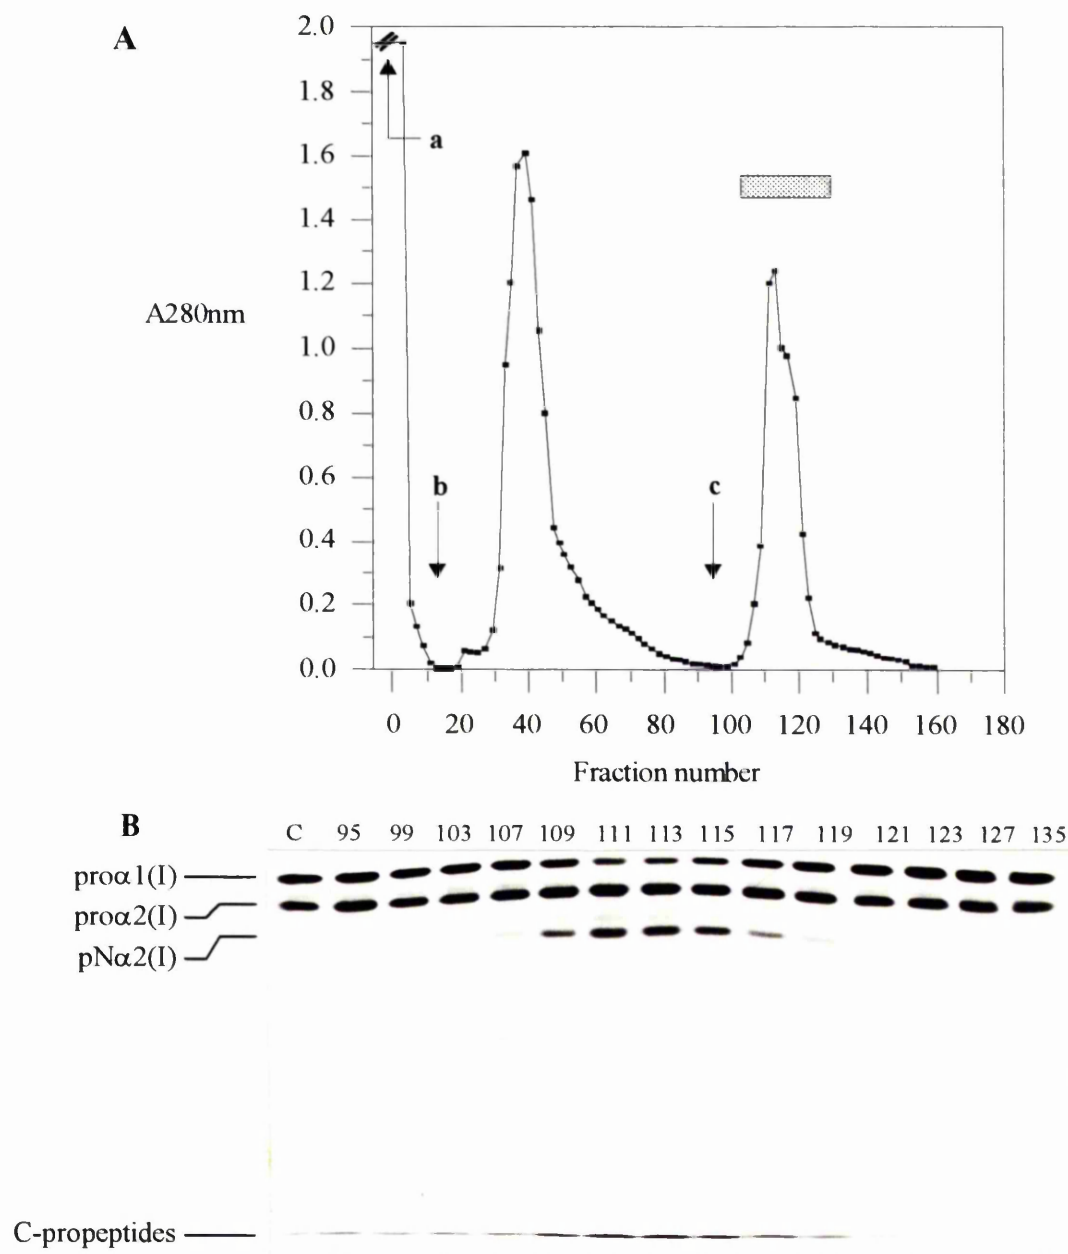 A
2.0
1.8
1.6
1.4
1.2
1.0
0.8
0.6
0.4
0.2
0.0
A280nm
a
b
c
0 20 40 60 80 100 120 140 160 180
Fraction number
B
C 95 99 103 107 109 111 113 115 117 119 121 123 127 135
proα1(I)
proα2(I)
pNα2(I)
C-propeptides